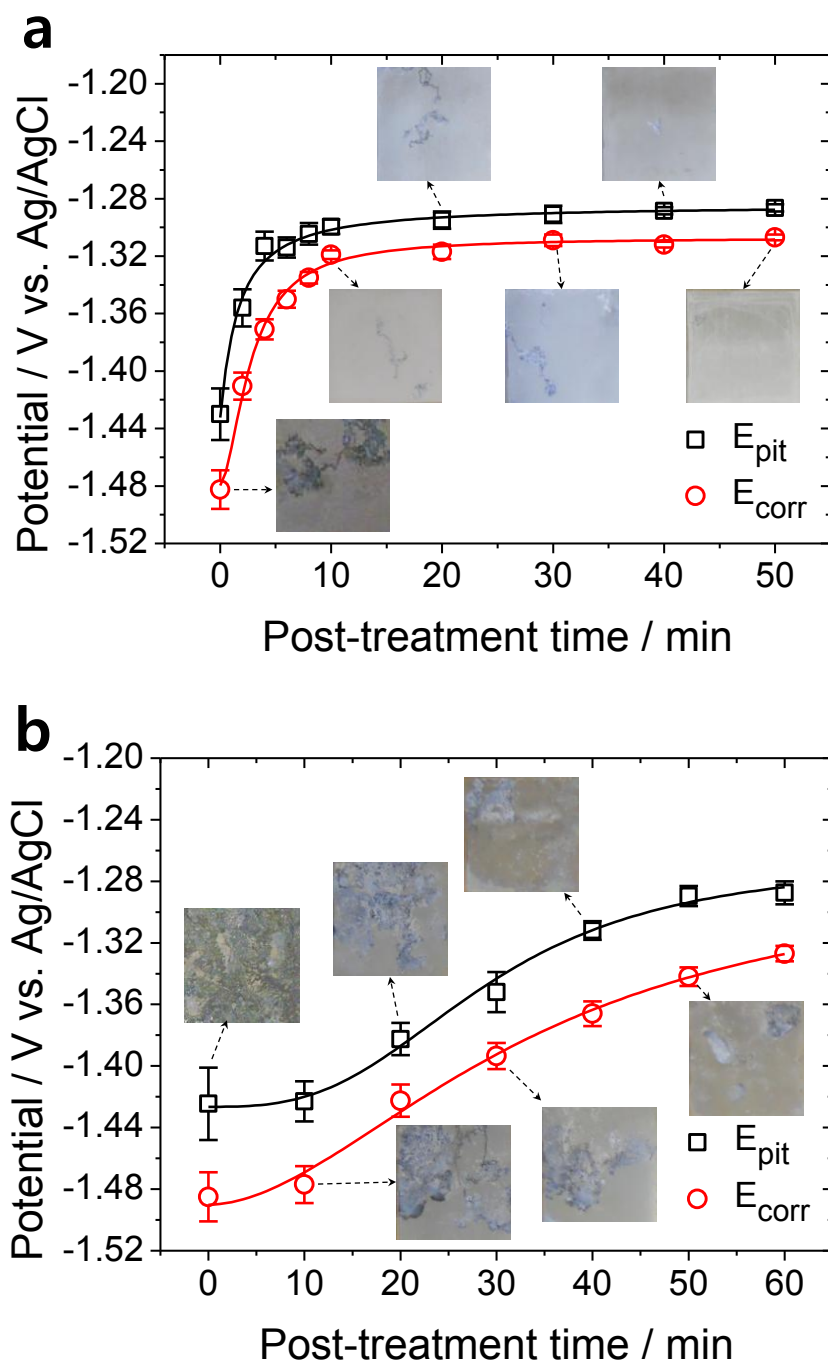 a
Potential / V vs. Ag/AgCl
-1.20
-1.24
-1.28
-1.32
-1.36
-1.40
-1.44
-1.48
-1.52
E_pit
E_corr
0 10 20 30 40 50
Post-treatment time / min
b
Potential / V vs. Ag/AgCl
-1.20
-1.24
-1.28
-1.32
-1.36
-1.40
-1.44
-1.48
-1.52
E_pit
E_corr
0 10 20 30 40 50 60
Post-treatment time / min